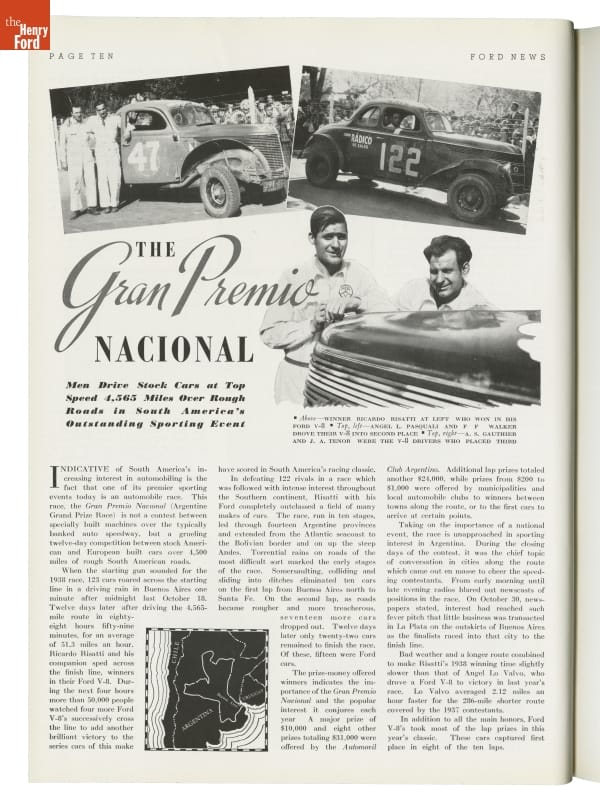 the
Henry
Ford
PAGE TEN
FORD NEWS
47
RADICO
122
THE
Gran Premio
NACIONAL
Men Drive Stock Cars at Top
Speed 4,565 Miles Over Rough
Roads in South America's
Outstanding Sporting Event
• Above—WINNER RICARDO RISATTI AT LEFT WHO WON IN HIS
FORD V-8 • Top, left—ANGEL L. PASQUALI AND F F WALKER
DROVE THEIR V-8 INTO SECOND PLACE • Top, right—A. S. GAUTHIER
AND J. A. TENOR WERE THE V-8 DRIVERS WHO PLACED THIRD
INDICATIVE of South America's in-
creasing interest in automobiling is the
fact that one of its premier sporting
events today is an automobile race. This
race, the Gran Premio Nacional (Argentine
Grand Prize Race) is not a contest between
specially built machines over the typically
banked auto speedway, but a grueling
twelve-day competition between stock Ameri-
can and European built cars over 4,500
miles of rough South American roads.
When the starting gun sounded for the
1938 race, 123 cars roared across the starting
line in a driving rain in Buenos Aires one
minute after midnight last October 18.
Twelve days later after driving the 4,565-
mile route in eighty-
eight hours fifty-nine
minutes, for an average
of 51.3 miles an hour,
Ricardo Risatti and his
companion sped across
the finish line, winners
in their Ford V-8. Dur-
ing the next four hours
more than 50,000 people
watched four more Ford
V-8's successively cross
the line to add another
brilliant victory to the
series cars of this make
have scored in South America's racing classic.
In defeating 122 rivals in a race which
was followed with intense interest throughout
the Southern continent, Risatti with his
Ford completely outclassed a field of many
makes of cars. The race, run in ten stages,
led through fourteen Argentine provinces
and extended from the Atlantic seacoast to
the Bolivian border and on up the steep
Andes. Torrential rains on roads of the
most difficult sort marked the early stages
of the race. Somersaulting, colliding and
sliding into ditches eliminated ten cars
on the first lap from Buenos Aires north to
Santa Fe. On the second lap, as roads
became rougher and more treacherous,
seventeen more cars
dropped out. Twelve days
later only twenty-two cars
remained to finish the race.
Of these, fifteen were Ford
cars.
The prize-money offered
winners indicates the im-
portance of the Gran Premio
Nacional and the popular
interest it conjures each
year. A major prize of
$10,000 and eight other
prizes totaling $31,000 were
offered by the Automovil
CHILE
ARGENTINA
Club Argentina. Additional lap prizes totaled
another $24,000, while prizes from $200 to
$1,000 were offered by municipalities and
local automobile clubs to winners between
towns along the route, or to the first cars to
arrive at certain points.
Taking on the importance of a national
event, the race is unapproached in sporting
interest in Argentina. During the closing
days of the contest, it was the chief topic
of conversation in cities along the route
which came out en masse to cheer the speed-
ing contestants. From early morning until
late evening radios blared out newscasts of
positions in the race. On October 30, news-
papers stated, interest had reached such
fever pitch that little business was transacted
in La Plata on the outskirts of Buenos Aires
as the finalists raced into that city to the
finish line.
Bad weather and a longer route combined
to make Risatti's 1938 winning time slightly
slower than that of Angel Lo Valvo, who
drove a Ford V-8 to victory in last year's
race. Lo Valvo averaged 2.12 miles an
hour faster for the 286-mile shorter route
covered by the 1937 contestants.
In addition to all the main honors, Ford
V-8's took most of the lap prizes in this
year's classic. These cars captured first
place in eight of the ten laps.